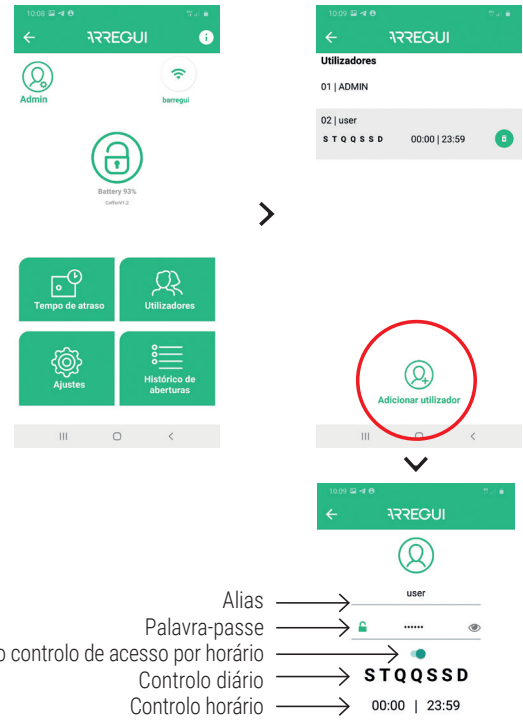 10:08
ARREGUI
Admin
barregui
Battery 93%
Tempo de atraso
Utilizadores
Ajustes
Histórico de
aberturas
10:09
ARREGUI
Utilizadores
01 | ADMIN
02 | user
S T Q Q S S D 00:00 | 23:59
Adicionar utilizador
10:09
ARREGUI
Alias
user
Palavra-passe
••••••
o controlo de acesso por horário
Controlo diário
S T Q Q S S D
Controlo horário
00:00 | 23:59